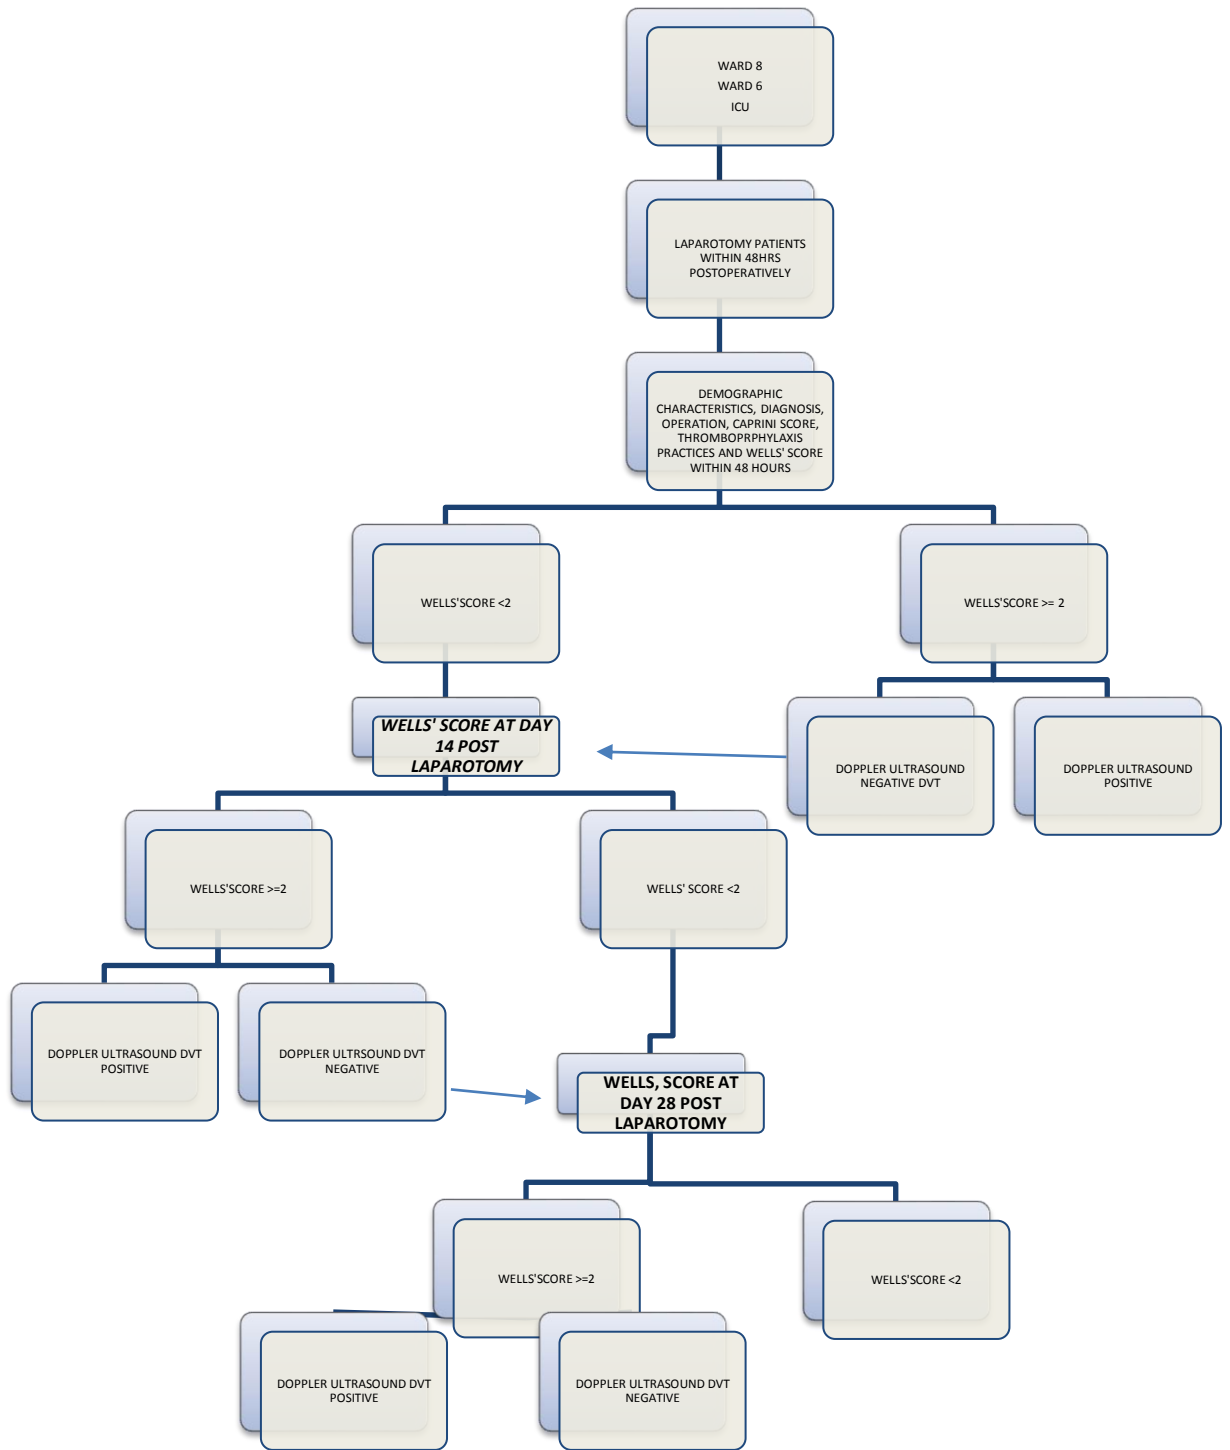 WARD 8
WARD 6
ICU
LAPAROTOMY PATIENTS
WITHIN 48HRS
POSTOPERATIVELY
DEMOGRAPHIC
CHARACTERISTICS, DIAGNOSIS,
OPERATION, CAPRINI SCORE,
THROMBOPRPHYLAXIS
PRACTICES AND WELLS' SCORE
WITHIN 48 HOURS
WELLS'SCORE <2
WELLS'SCORE >= 2
WELLS' SCORE AT DAY
14 POST
LAPAROTOMY
DOPPLER ULTRASOUND
NEGATIVE DVT
DOPPLER ULTRASOUND
POSITIVE
WELLS'SCORE >=2
WELLS' SCORE <2
DOPPLER ULTRASOUND DVT
POSITIVE
DOPPLER ULTRSOUND DVT
NEGATIVE
WELLS, SCORE AT
DAY 28 POST
LAPAROTOMY
WELLS'SCORE >=2
WELLS'SCORE <2
DOPPLER ULTRASOUND DVT
POSITIVE
DOPPLER ULTRASOUND DVT
NEGATIVE